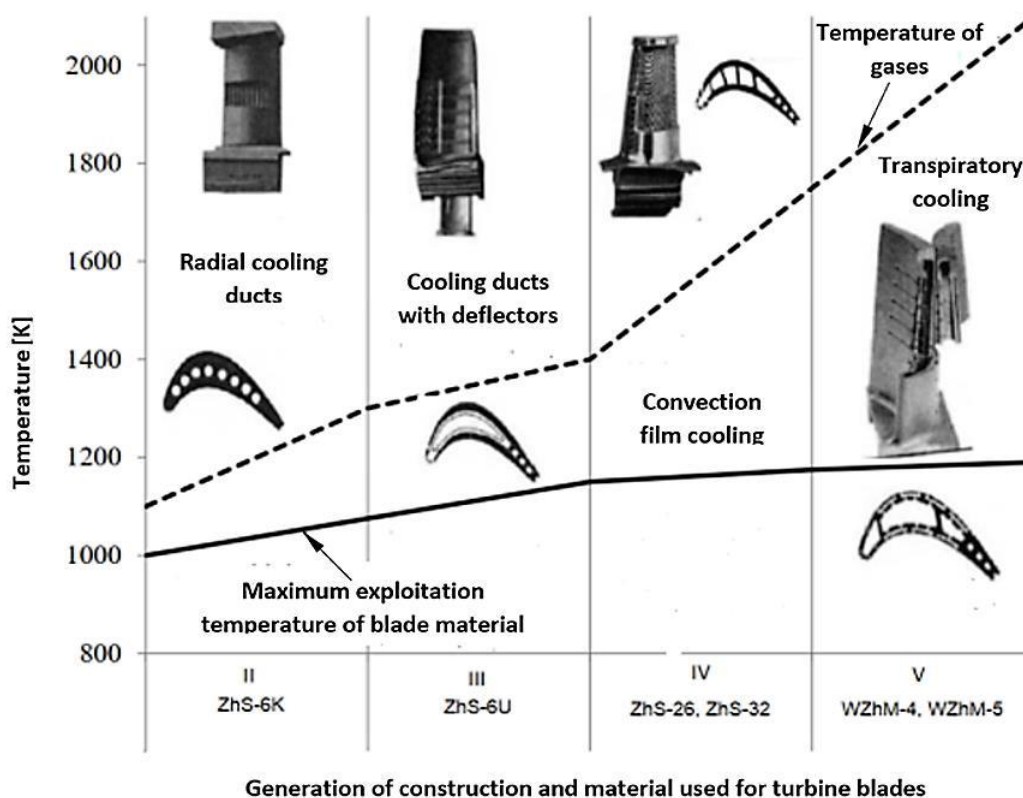 2000
1800
1600
1400
1200
1000
800
Temperature [K]
Temperature of
gases
Transpiratory
cooling
Radial cooling
ducts
Cooling ducts
with deflectors
Convection
film cooling
Maximum exploitation
temperature of blade material
II
ZhS-6K
III
ZhS-6U
IV
ZhS-26, ZhS-32
V
WZhM-4, WZhM-5
Generation of construction and material used for turbine blades